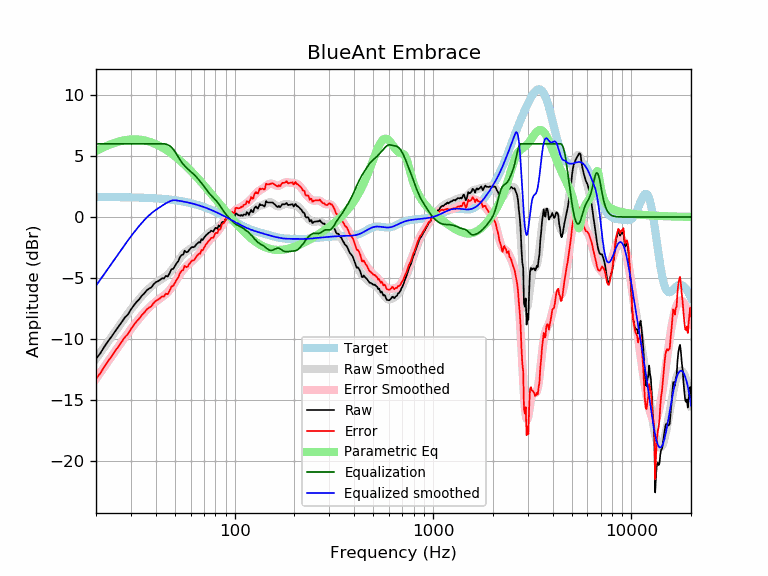 BlueAnt Embrace
Amplitude (dBr)
10
5
0
−5
−10
−15
−20
Target
Raw Smoothed
Error Smoothed
Raw
Error
Parametric Eq
Equalization
Equalized smoothed
100
1000
10000
Frequency (Hz)